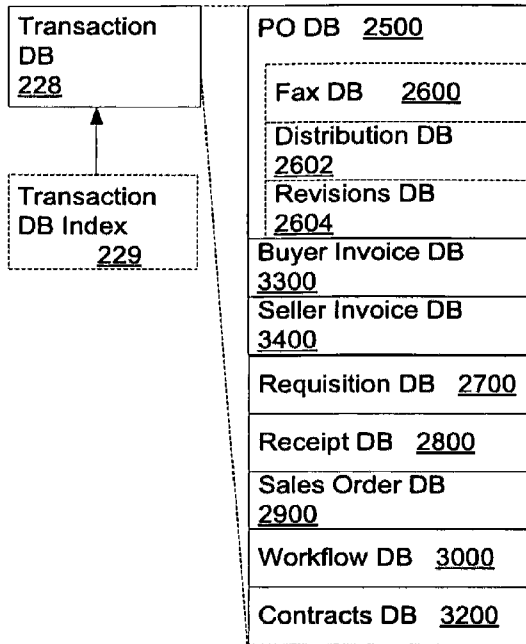 Transaction
DB
228
Transaction
DB Index
229
PO DB 2500
Fax DB 2600
Distribution DB
2602
Revisions DB
2604
Buyer Invoice DB
3300
Seller Invoice DB
3400
Requisition DB 2700
Receipt DB 2800
Sales Order DB
2900
Workflow DB 3000
Contracts DB 3200